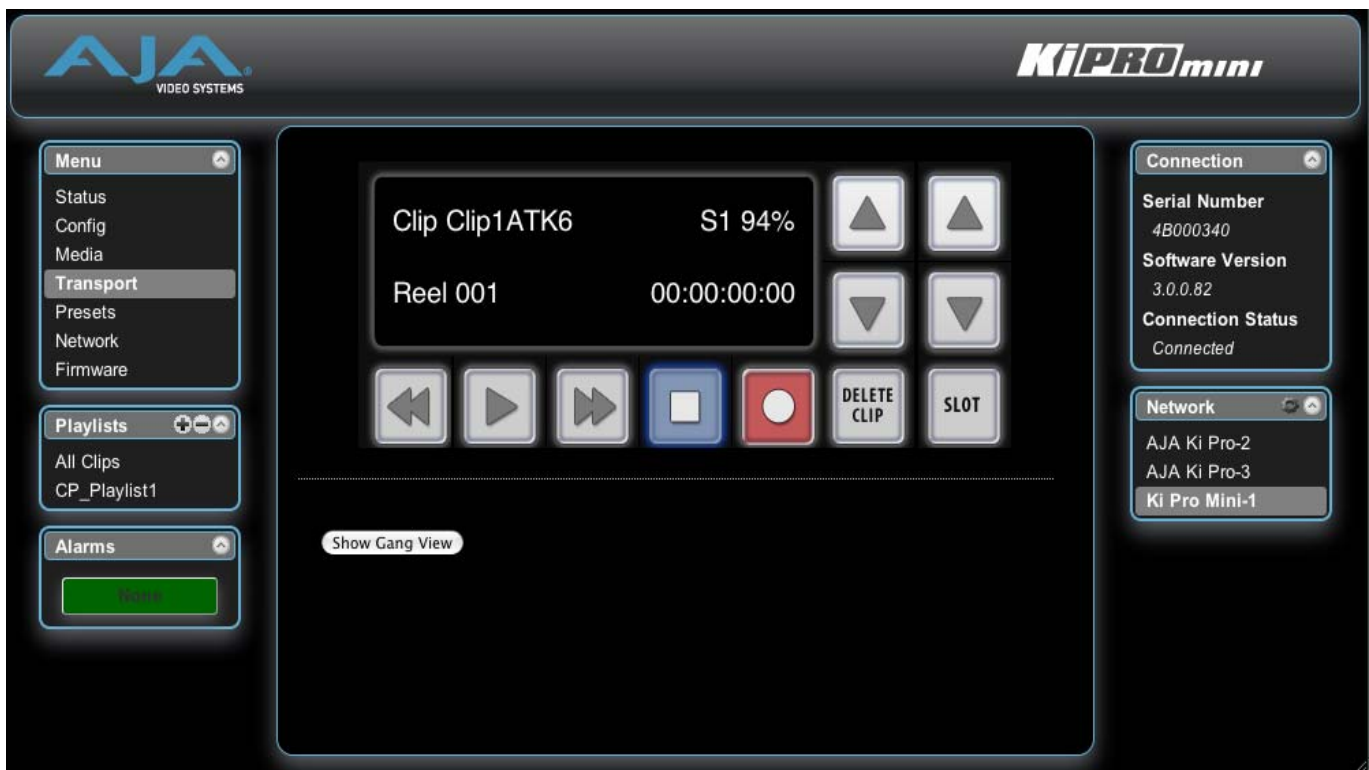 AJA
VIDEO SYSTEMS
KiPRO mini
Menu
Status
Config
Media
Transport
Presets
Network
Firmware
Playlists
All Clips
CP_Playlist1
Alarms
None
Clip Clip1ATK6 S1 94%
Reel 001 00:00:00:00
DELETE
CLIP
SLOT
Show Gang View
Connection
Serial Number
4B000340
Software Version
3.0.0.82
Connection Status
Connected
Network
AJA Ki Pro-2
AJA Ki Pro-3
Ki Pro Mini-1